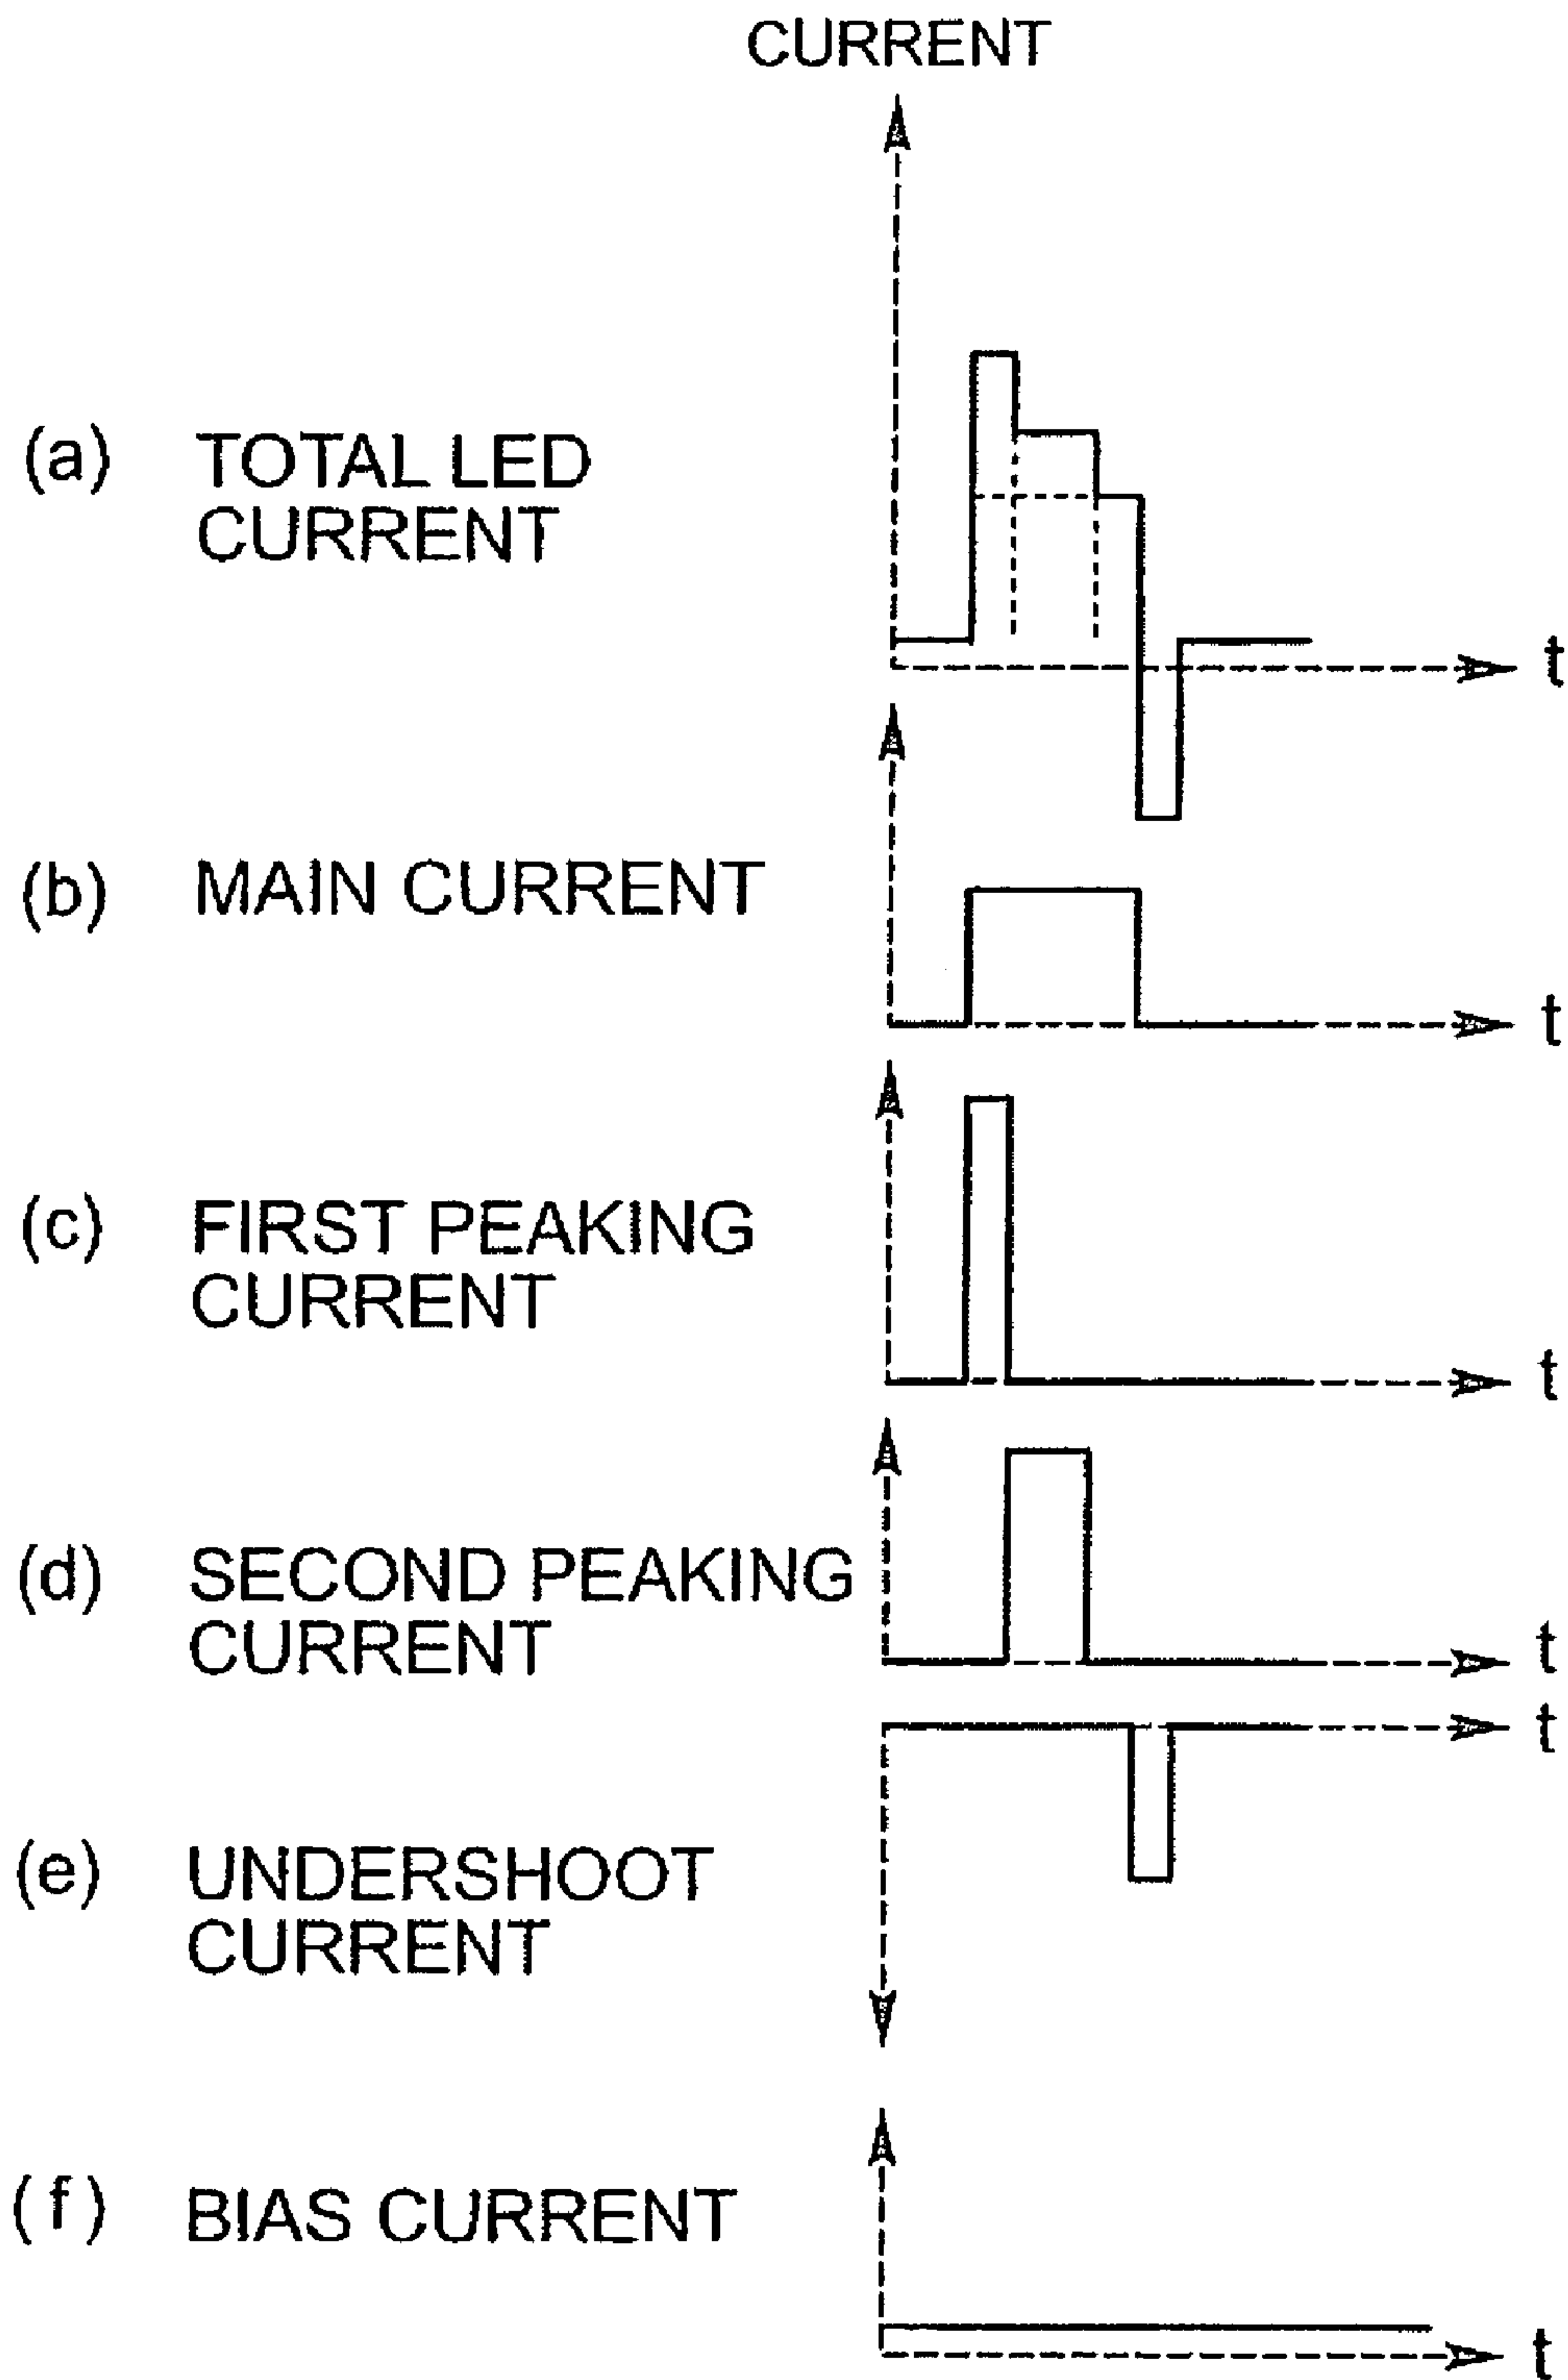 CURRENT
(a) TOTAL LED
CURRENT
t
(b) MAIN CURRENT
t
(c) FIRST PEAKING
CURRENT
t
(d) SECOND PEAKING
CURRENT
t
t
(e) UNDERSHOOT
CURRENT
(f) BIAS CURRENT
t